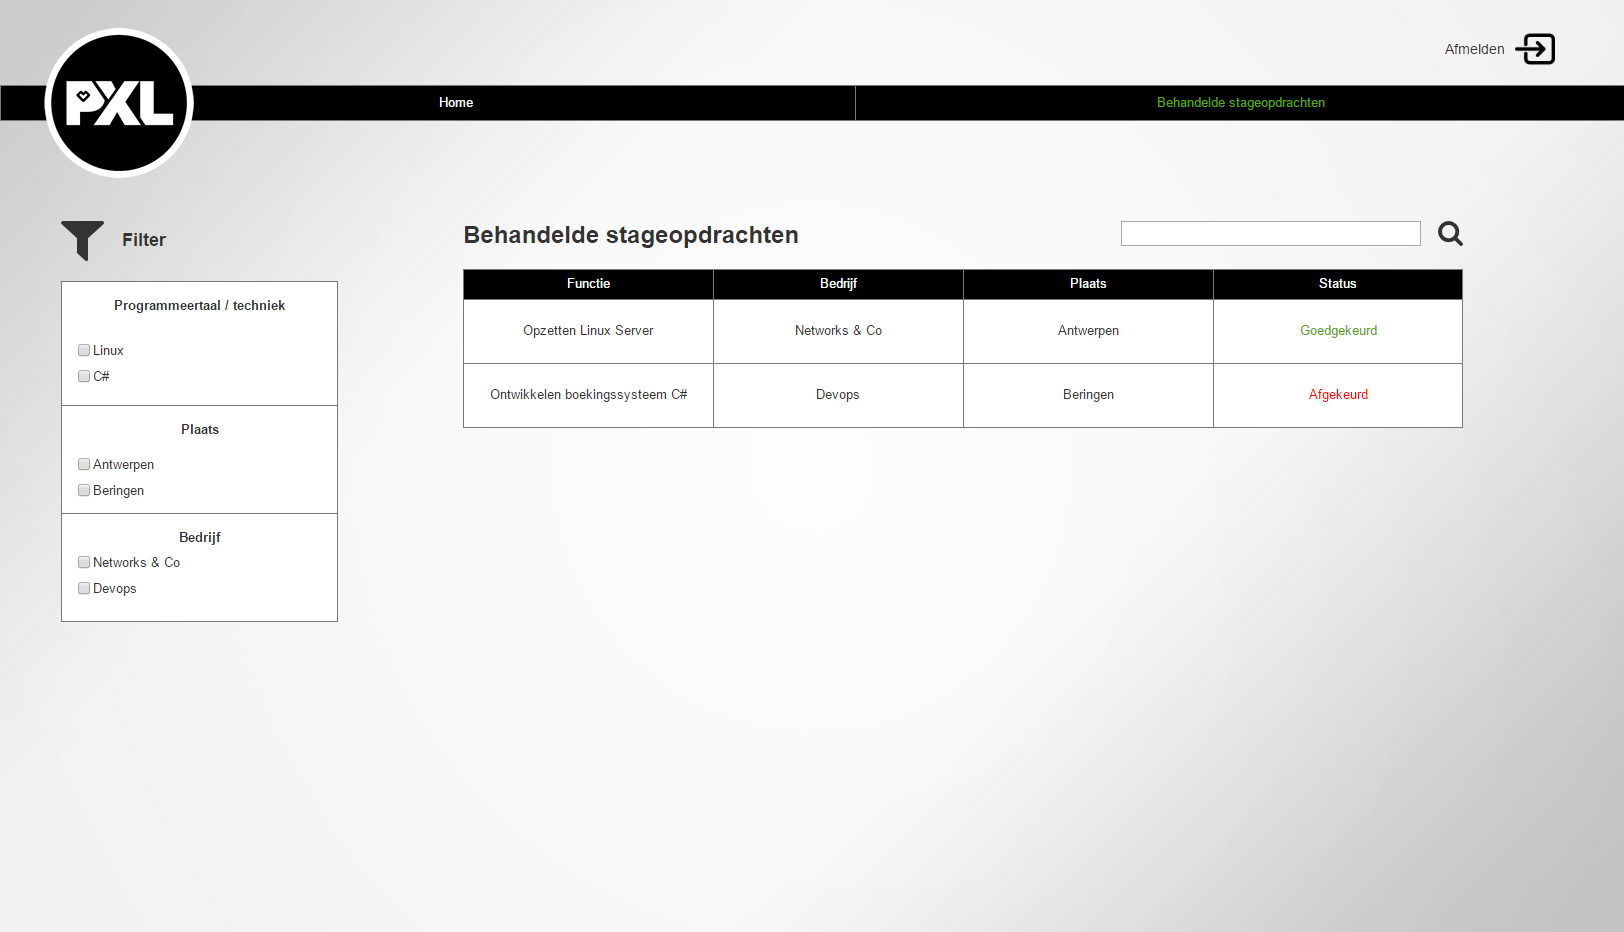 Afmelden
PXL
Home Behandelde stageopdrachten
Filter
Programmeertaal / techniek
Linux
C#
Plaats
Antwerpen
Beringen
Bedrijf
Networks & Co
Devops
Behandelde stageopdrachten
Functie Bedrijf Plaats Status
Opzetten Linux Server Networks & Co Antwerpen Goedgekeurd
Ontwikkelen boekingssysteem C# Devops Beringen Afgekeurd